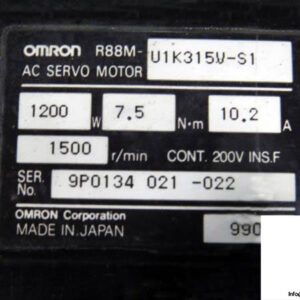 OMRON R88M- U1K315W-S1
AC SERVO MOTOR
1200 W 7.5 N·m 10.2 A
1500 r/min CONT. 200V INS.F
SER. No. 9P0134 021 -022
OMRON Corporation
MADE IN JAPAN 990